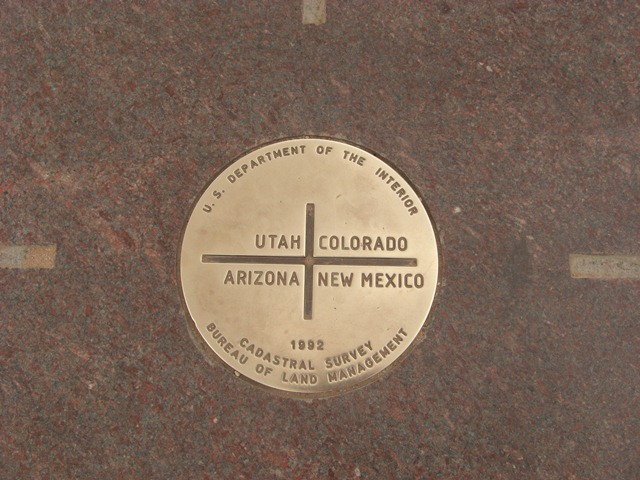 U. S. DEPARTMENT OF THE INTERIOR
UTAH COLORADO
ARIZONA NEW MEXICO
1992
CADASTRAL SURVEY
BUREAU OF LAND MANAGEMENT